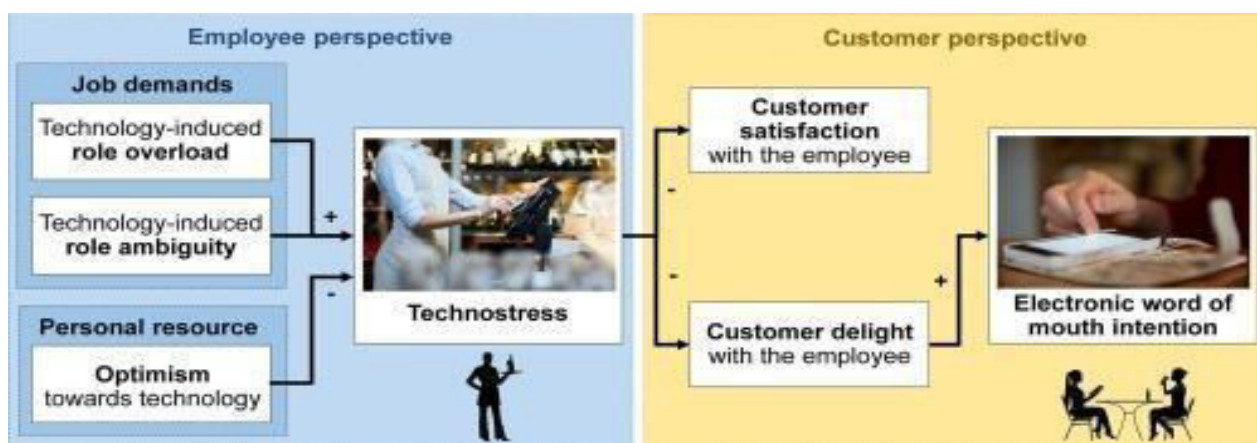 Employee perspective
Job demands
Technology-induced
role overload
Technology-induced
role ambiguity
+
-
Personal resource
Optimism
towards technology
Technostress
Customer perspective
Customer
satisfaction
with the employee
-
-
Customer delight
with the employee
+
Electronic word of
mouth intention